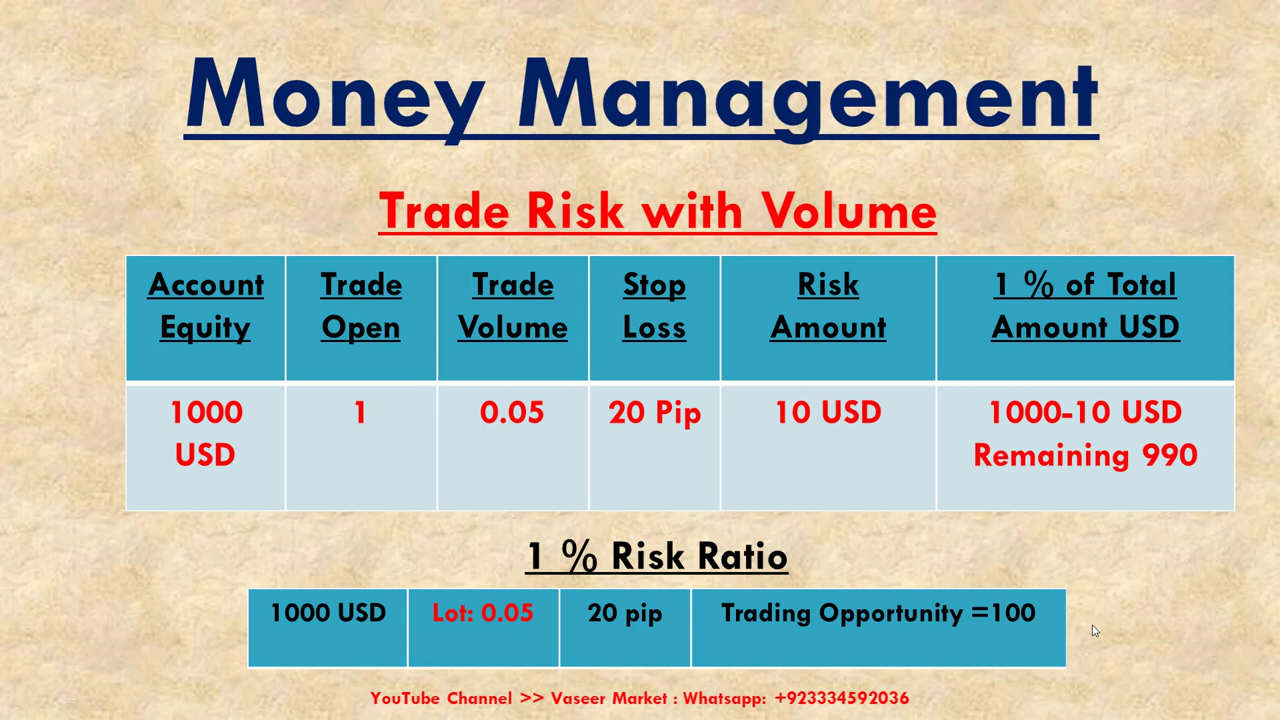 Money Management
Trade Risk with Volume
Account Equity
Trade Open
Trade Volume
Stop Loss
Risk Amount
1 % of Total Amount USD
1000 USD
1
0.05
20 Pip
10 USD
1000-10 USD
Remaining 990
1 % Risk Ratio
1000 USD
Lot: 0.05
20 pip
Trading Opportunity =100
YouTube Channel >> Vaseer Market : Whatsapp: +923334592036